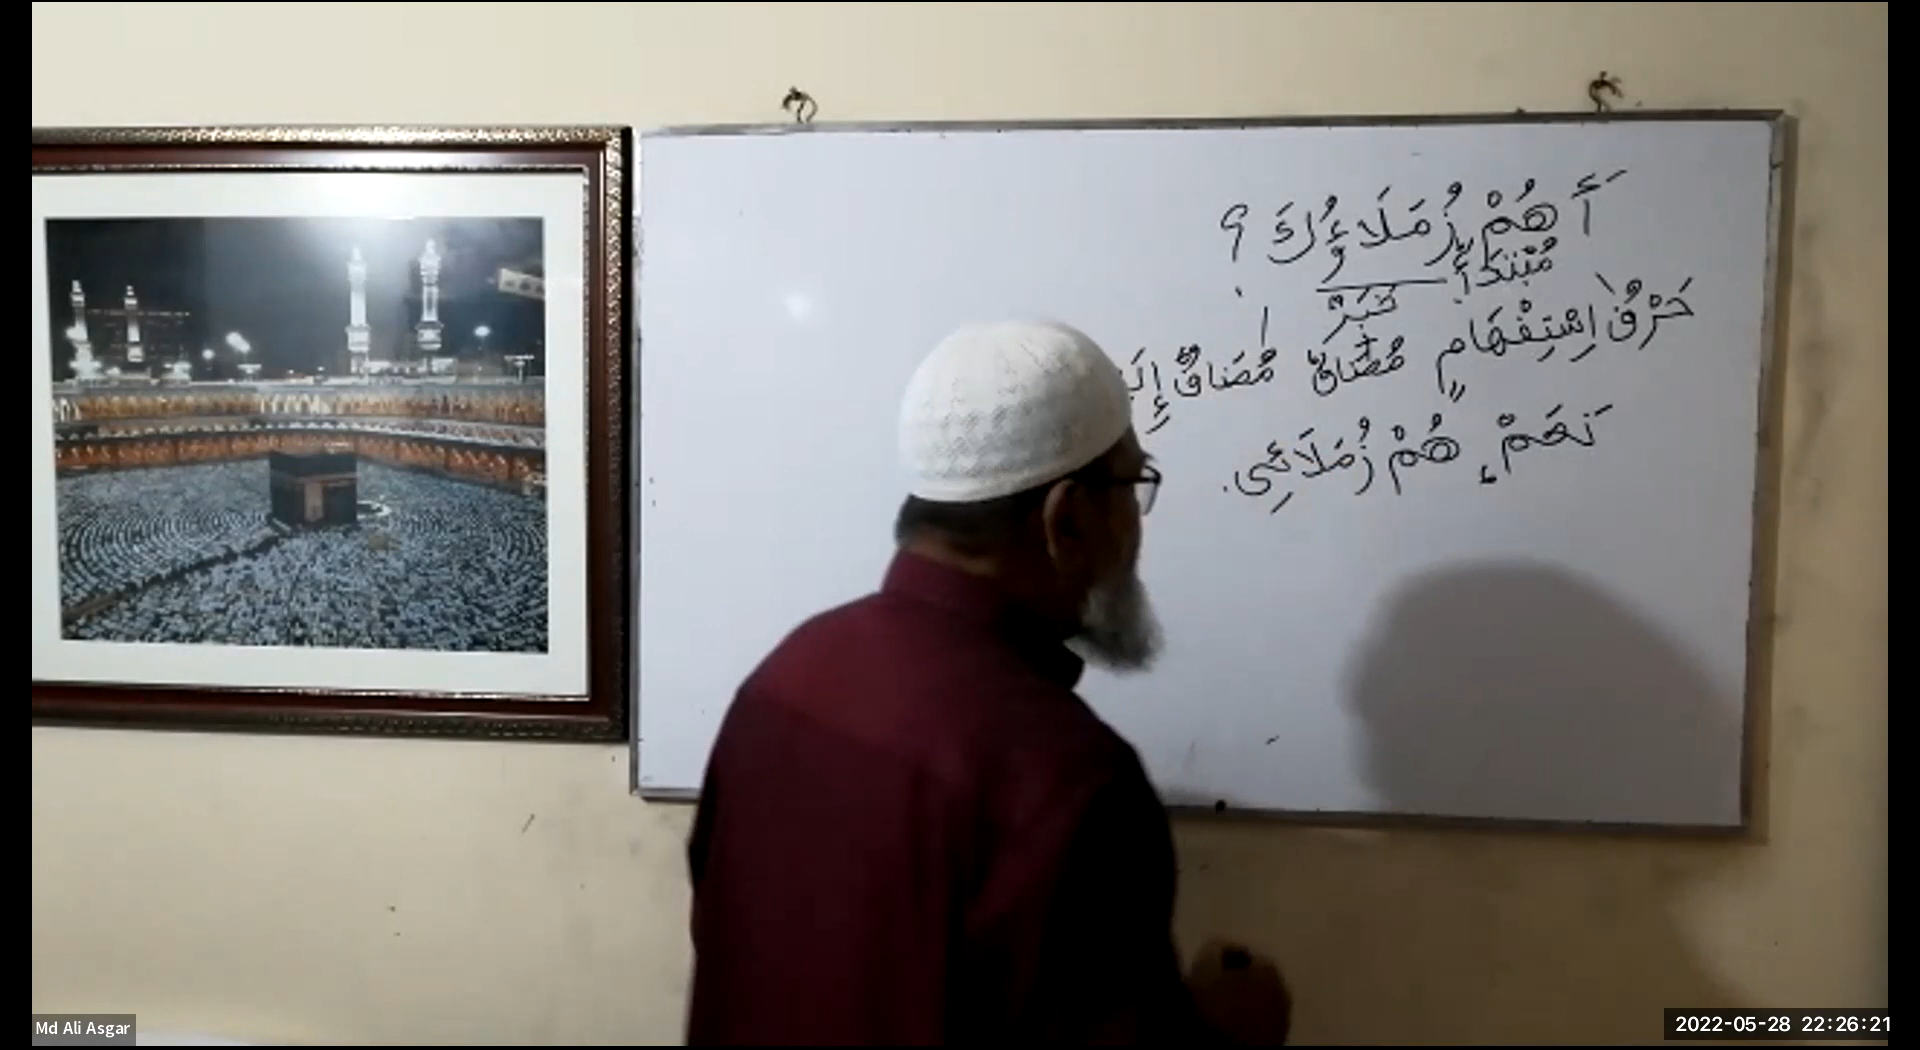 أَ هُمْ زُمَلَاؤُكَ ؟
مُبْتَدَأٌ
خَبَرٌ
حَرْفُ اِسْتِفْهَامٍ
مُضَافٌ مُضَافٌ إِلَيْ
نَعَمْ، هُمْ زُمَلَائِي.
Md Ali Asgar
2022-05-28 22:26:21